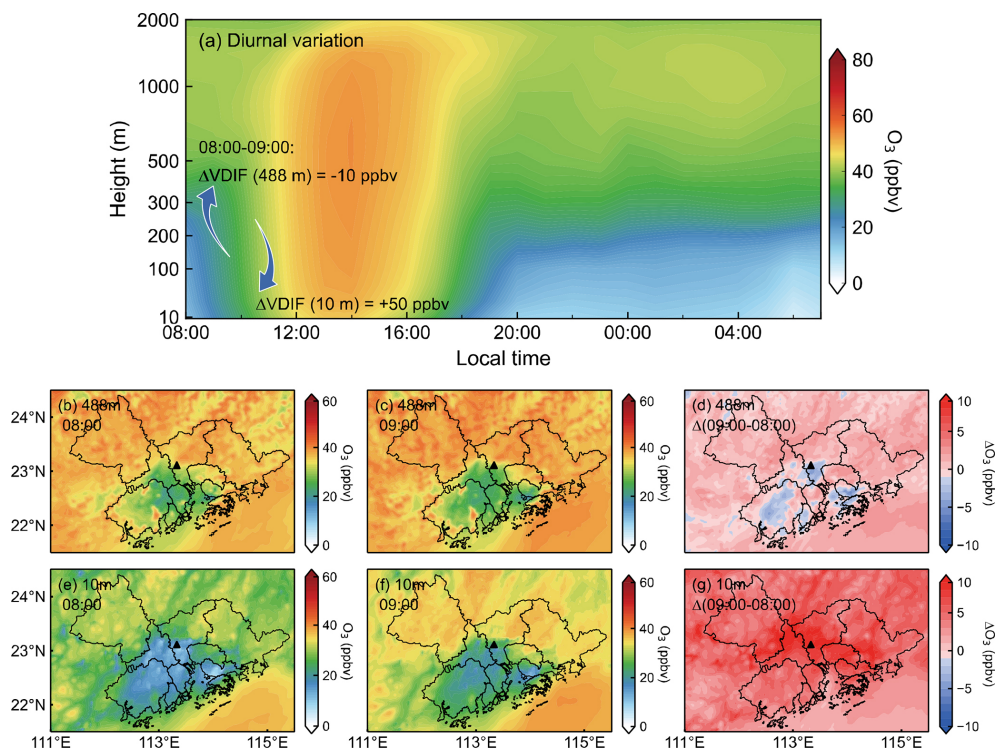 2000
1000
500
400
300
200
100
10
Height (m)
(a) Diurnal variation
08:00-09:00:
ΔVDIF (488 m) = -10 ppbv
ΔVDIF (10 m) = +50 ppbv
08:00
12:00
16:00
20:00
00:00
04:00
Local time
80
60
40
20
0
O₃ (ppbv)
24°N
23°N
22°N
(b) 488m
08:00
60
40
20
0
O₃ (ppbv)
(c) 488m
09:00
60
40
20
0
O₃ (ppbv)
(d) 488m
Δ(09:00-08:00)
10
5
0
−5
−10
ΔO₃ (ppbv)
24°N
23°N
22°N
(e) 10m
08:00
60
40
20
0
O₃ (ppbv)
(f) 10m
09:00
60
40
20
0
O₃ (ppbv)
(g) 10m
Δ(09:00-08:00)
10
5
0
−5
−10
ΔO₃ (ppbv)
111°E
113°E
115°E
111°E
113°E
115°E
111°E
113°E
115°E